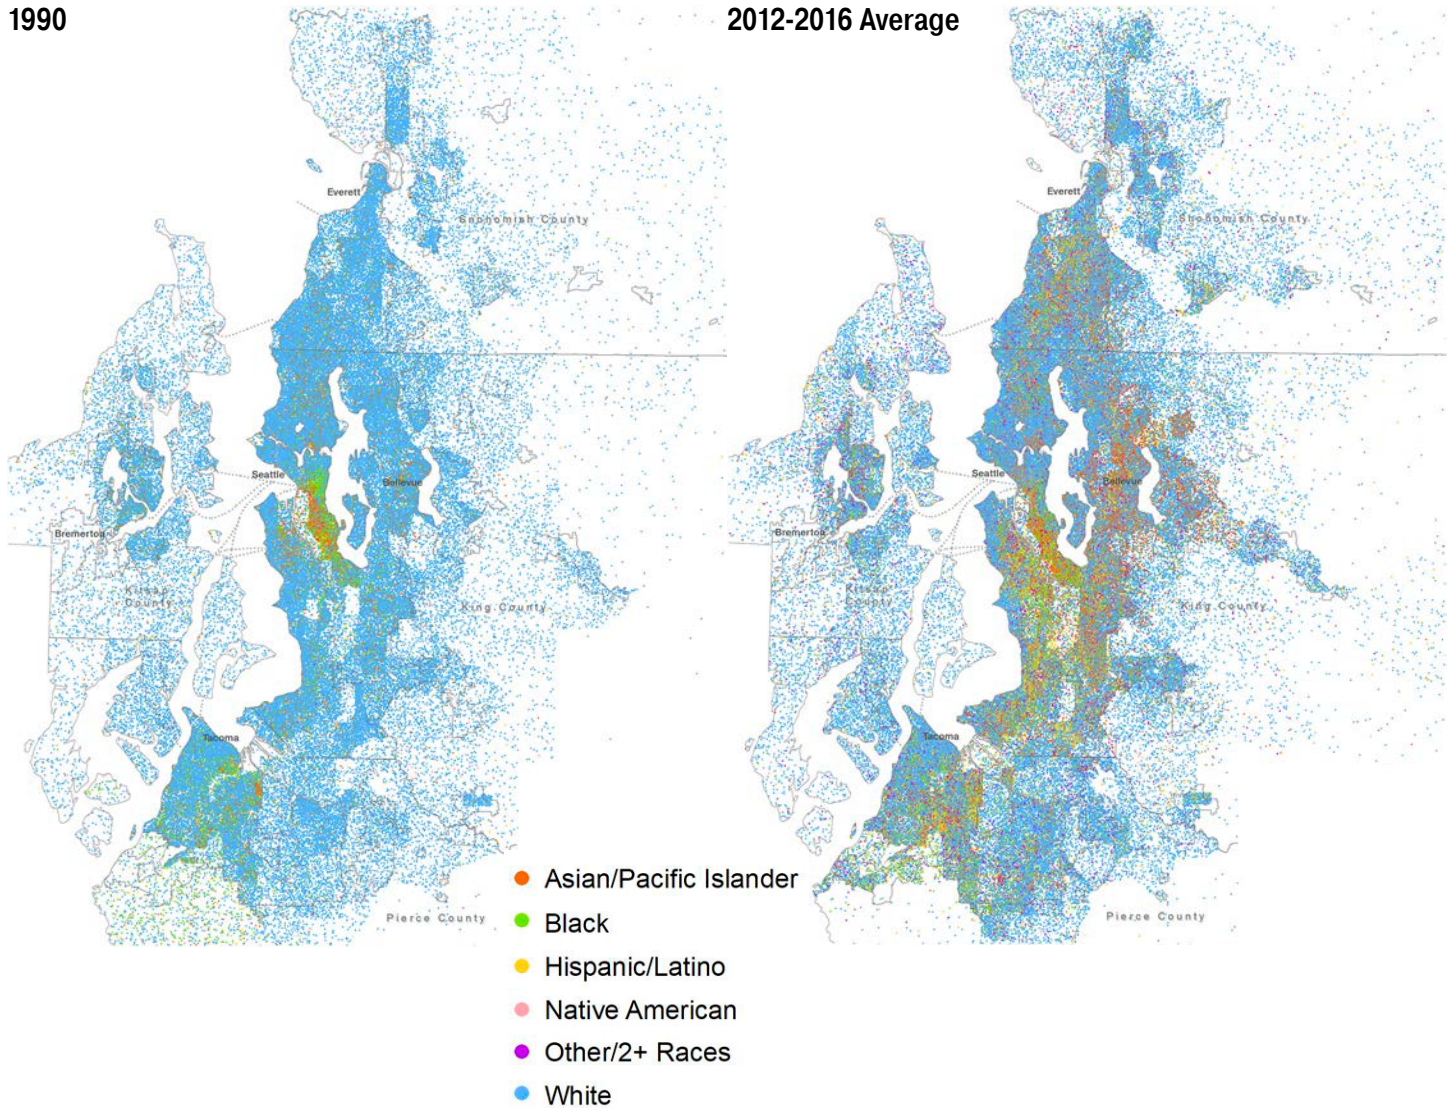 1990
2012-2016 Average
Everett
Snohomish County
Seattle
Bellevue
Bremerton
Kitsap
County
King County
Tacoma
Pierce County
Everett
Snohomish County
Seattle
Bellevue
Bremerton
Kitsap
County
King County
Tacoma
Pierce County
Asian/Pacific Islander
Black
Hispanic/Latino
Native American
Other/2+ Races
White